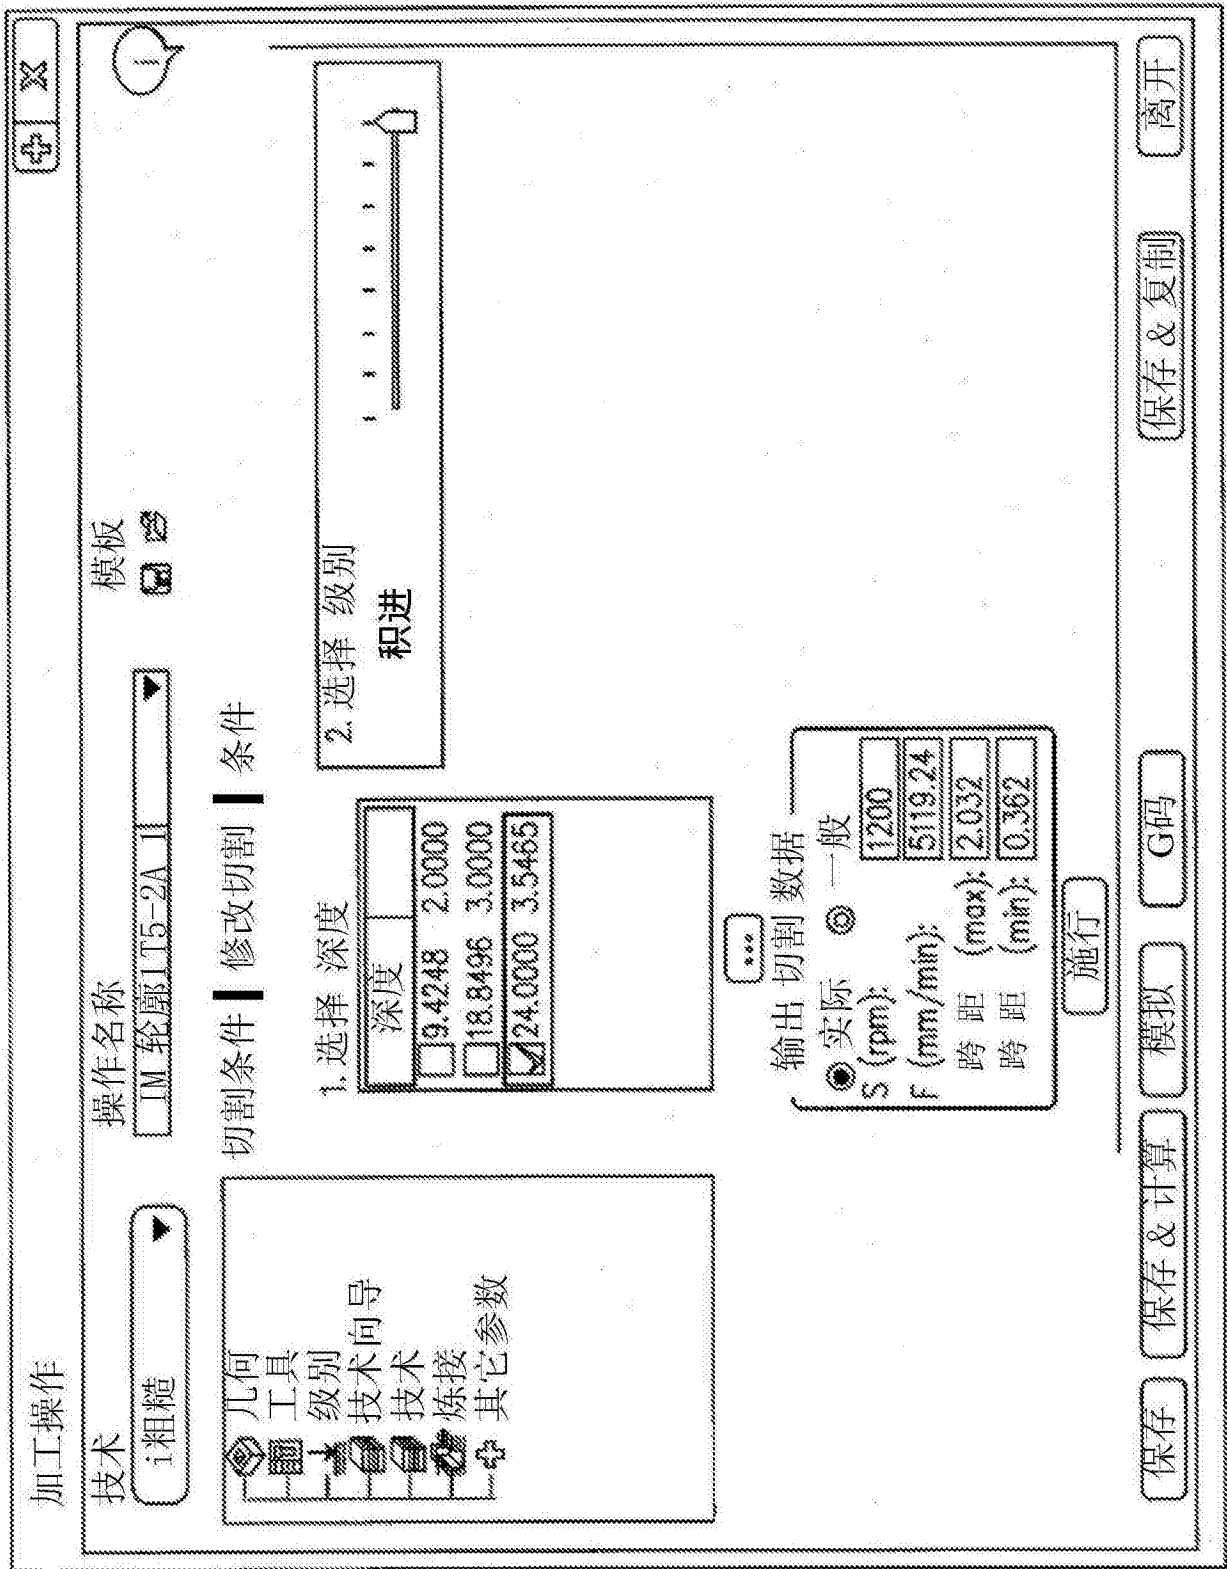 加工操作
技术
操作名称
模板
i粗糙
IM 轮廓1T5-2A 1
i
几何
工具
级别
技术向导
技术
炼接
其它参数
切割条件
修改切割
条件
1. 选择 深度
深度
9.4248 2.0000
18.8496 3.0000
24.0000 3.5465
...
2. 选择 级别
积进
输出 切割 数据
实际 一般
S (rpm): 1200
F (mm/min): 5119.24
跨 距 (max): 2.032
跨 距 (min): 0.362
施行
保存
保存 & 计算
模拟
G码
保存 & 复制
离开